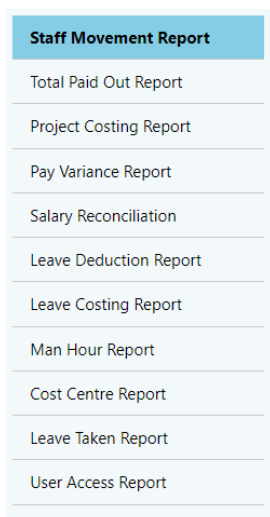 Staff Movement Report
Total Paid Out Report
Project Costing Report
Pay Variance Report
Salary Reconciliation
Leave Deduction Report
Leave Costing Report
Man Hour Report
Cost Centre Report
Leave Taken Report
User Access Report